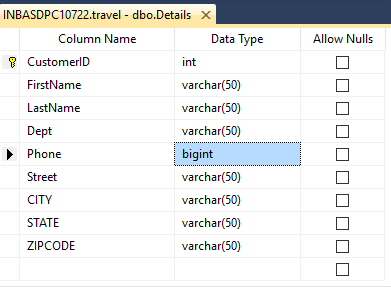 INBASDPC10722.travel - dbo.Details ×
Column Name Data Type Allow Nulls
CustomerID int
FirstName varchar(50)
LastName varchar(50)
Dept varchar(50)
Phone bigint
Street varchar(50)
CITY varchar(50)
STATE varchar(50)
ZIPCODE varchar(50)